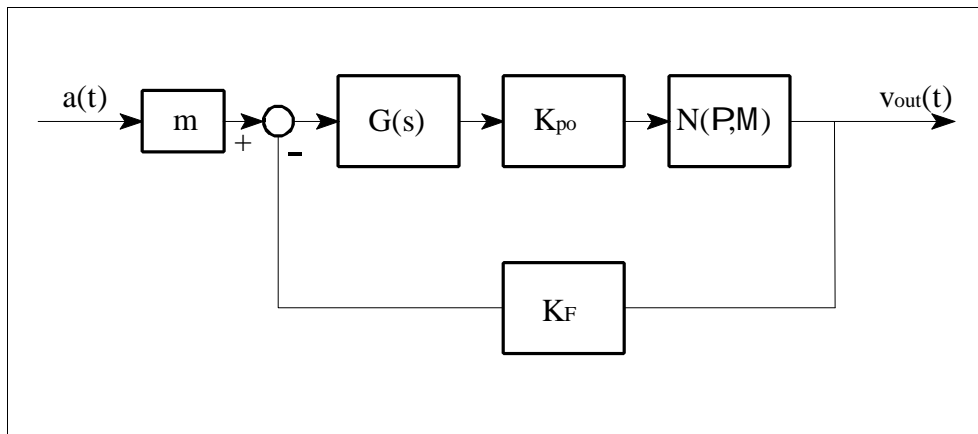 a(t)
m
+
-
G(s)
Kpo
N(P,M)
vout(t)
KF